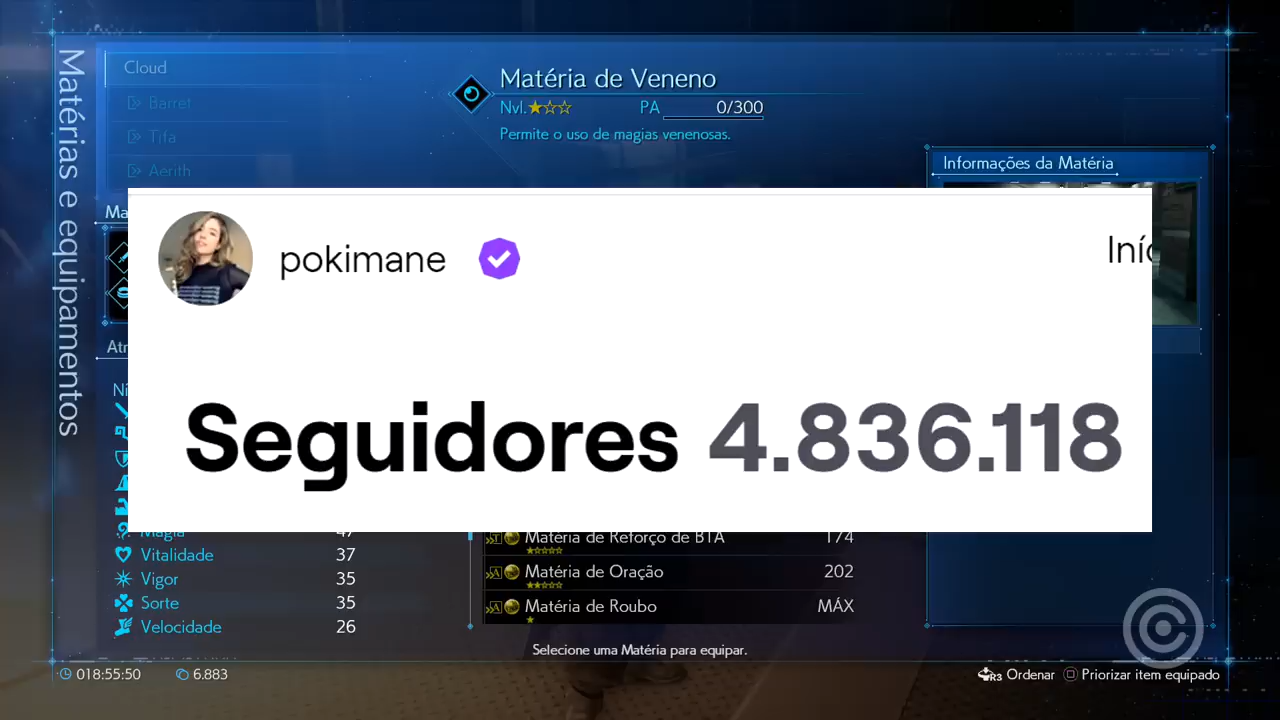 Matérias e equipamentos
Cloud
Barret
Tifa
Aerith
Matéria de Veneno
Nvl.
PA 0/300
Permite o uso de magias venenosas.
Informações da Matéria
pokimane
Seguidores 4.836.118
Vitalidade 37
Vigor 35
Sorte 35
Velocidade 26
Matéria de Reforço de BTA 174
Matéria de Oração 202
Matéria de Roubo MÁX
Selecione uma Matéria para equipar.
018:55:50 6.883
R3 Ordenar Priorizar item equipado